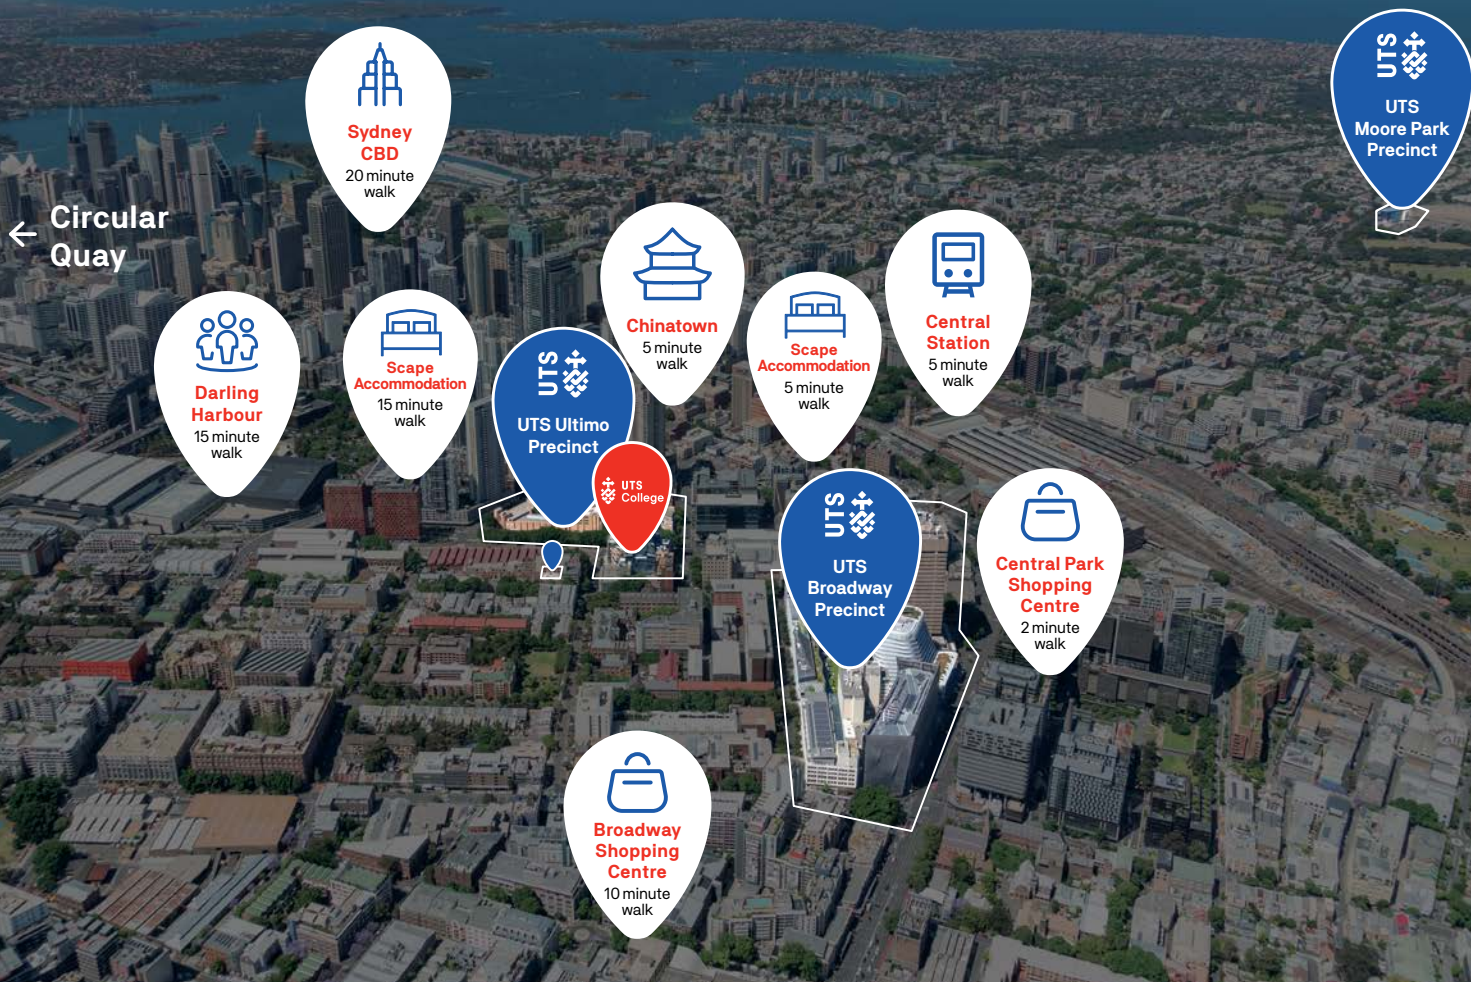 UTS
UTS
Moore Park
Precinct
Sydney
CBD
20 minute
walk
Circular
Quay
Chinatown
5 minute
walk
Central
Station
5 minute
walk
Darling
Harbour
15 minute
walk
Scape
Accommodation
15 minute
walk
UTS
UTS Ultimo
Precinct
Scape
Accommodation
5 minute
walk
UTS
College
UTS
UTS
Broadway
Precinct
Central Park
Shopping
Centre
2 minute
walk
Broadway
Shopping
Centre
10 minute
walk